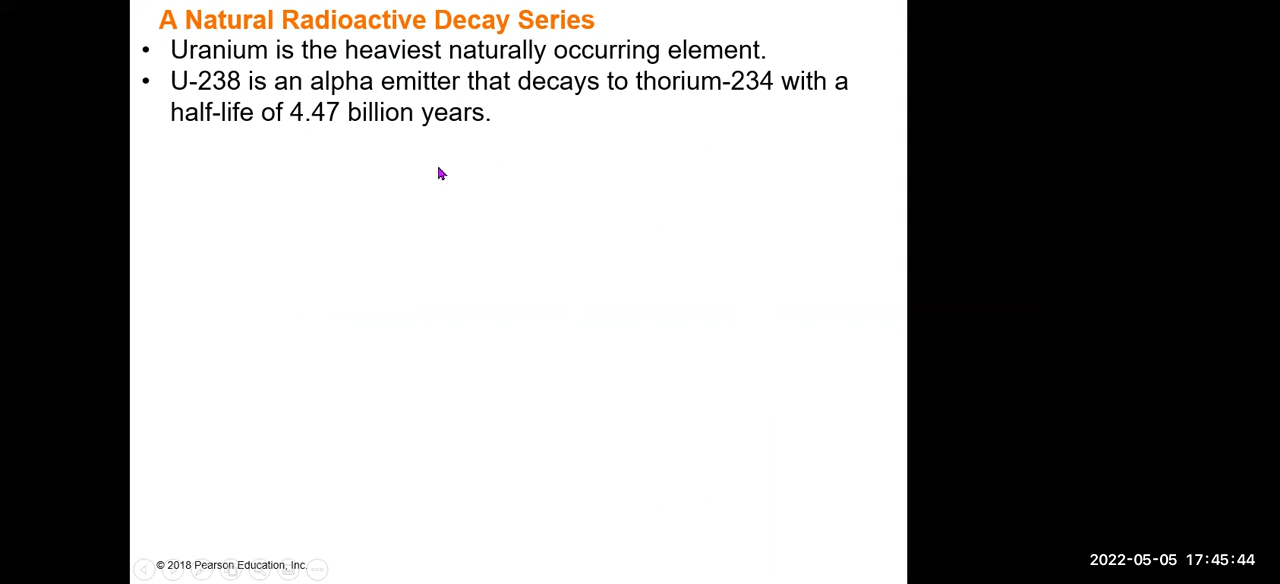 A Natural Radioactive Decay Series
• Uranium is the heaviest naturally occurring element.
• U-238 is an alpha emitter that decays to thorium-234 with a
half-life of 4.47 billion years.
© 2018 Pearson Education, Inc.
2022-05-05 17:45:44